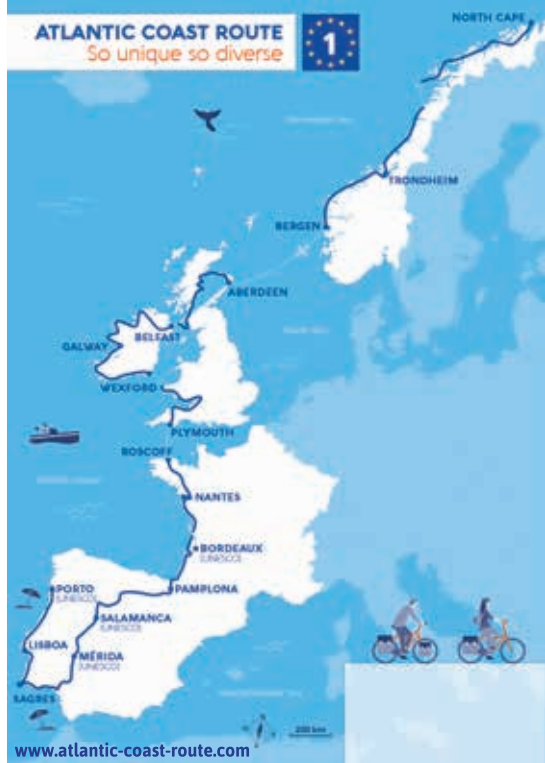 ATLANTIC COAST ROUTE
So unique so diverse
1
NORTH CAPE
TRONDHEIM
BERGEN
ABERDEEN
BELFAST
GALWAY
WEXFORD
PLYMOUTH
ROSCOFF
NANTES
BORDEAUX
(UNESCO)
PAMPLONA
PORTO
(UNESCO)
SALAMANCA
(UNESCO)
LISBOA
MÉRIDA
(UNESCO)
SAGRES
200 km
www.atlantic-coast-route.com